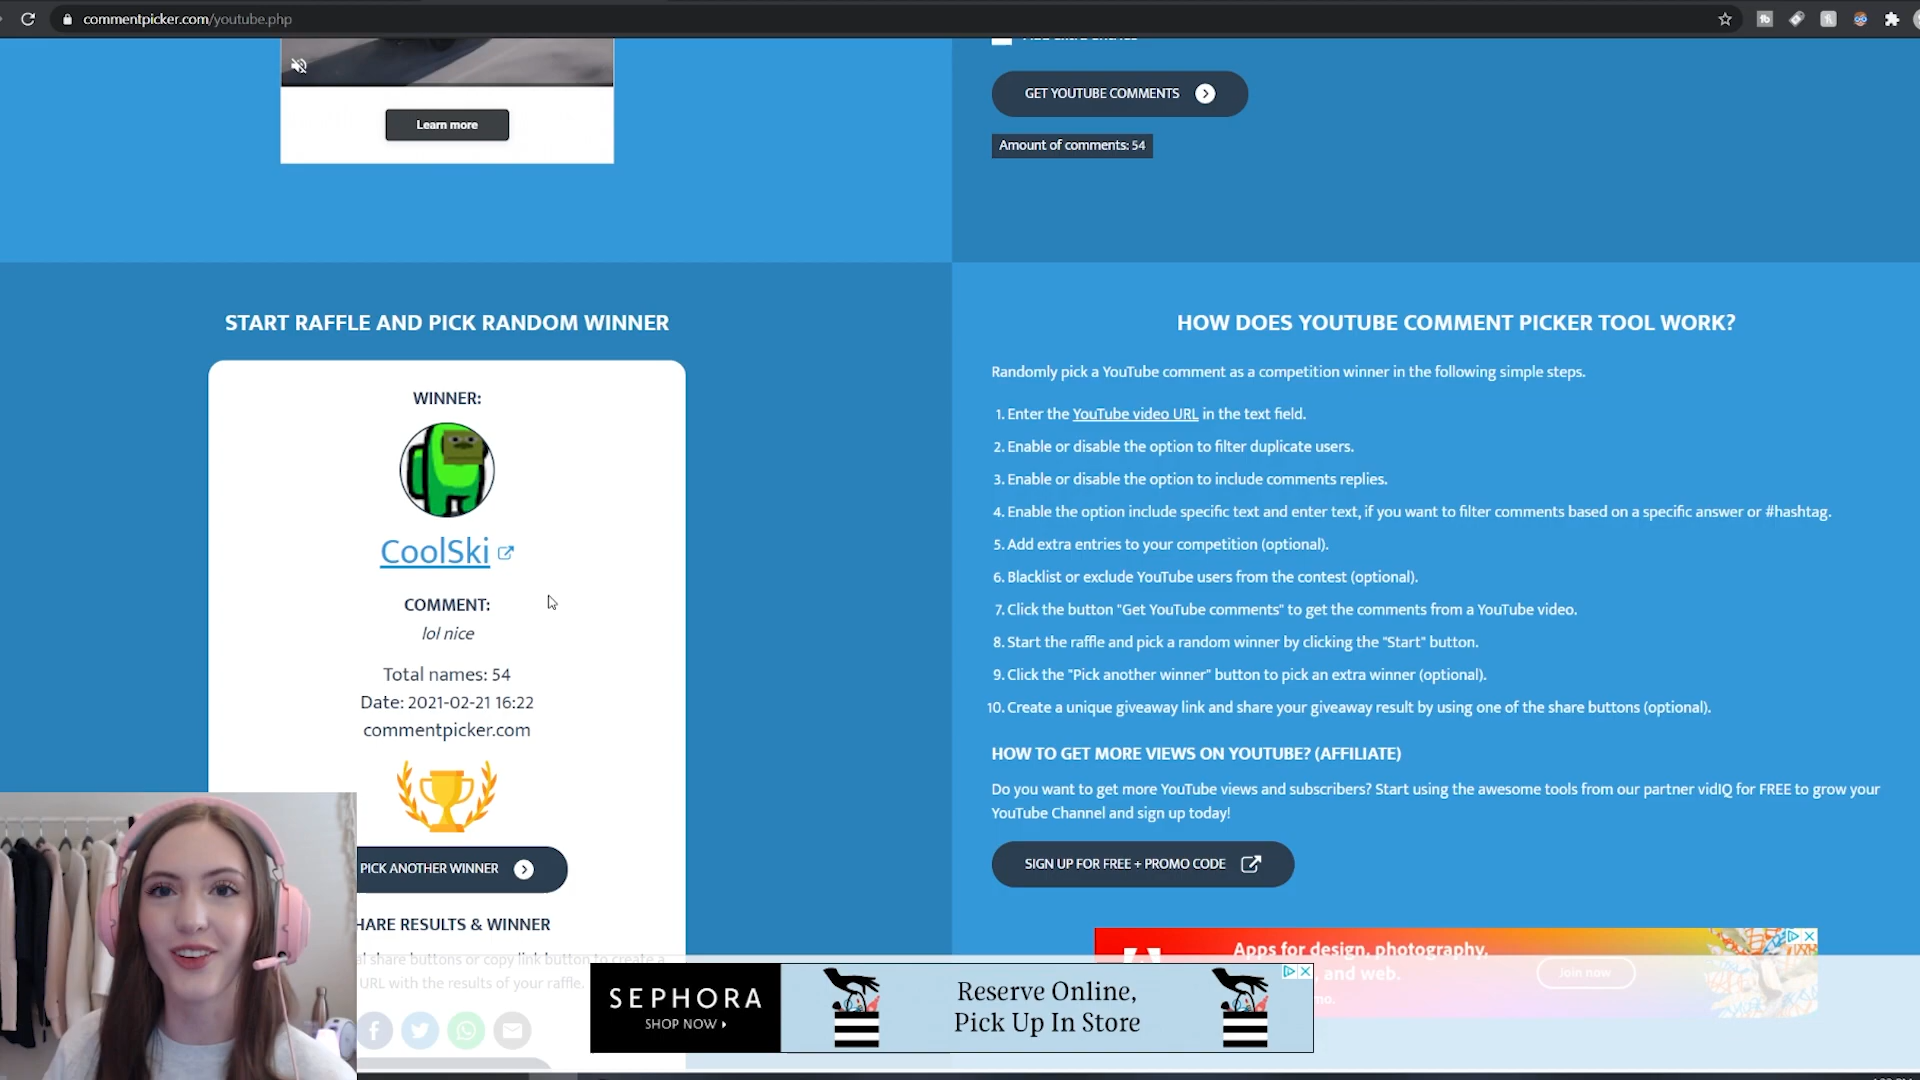 commentpicker.com/youtube.php
Learn more
GET YOUTUBE COMMENTS
Amount of comments: 54
START RAFFLE AND PICK RANDOM WINNER
WINNER:
CoolSki
COMMENT:
lol nice
Total names: 54
Date: 2021-02-21 16:22
commentpicker.com
PICK ANOTHER WINNER
HARE RESULTS & WINNER
share buttons or copy link button to create a
URL with the results of your raffle.
HOW DOES YOUTUBE COMMENT PICKER TOOL WORK?
Randomly pick a YouTube comment as a competition winner in the following simple steps.
1. Enter the YouTube video URL in the text field.
2. Enable or disable the option to filter duplicate users.
3. Enable or disable the option to include comments replies.
4. Enable the option include specific text and enter text, if you want to filter comments based on a specific answer or #hashtag.
5. Add extra entries to your competition (optional).
6. Blacklist or exclude YouTube users from the contest (optional).
7. Click the button "Get YouTube comments" to get the comments from a YouTube video.
8. Start the raffle and pick a random winner by clicking the "Start" button.
9. Click the "Pick another winner" button to pick an extra winner (optional).
10. Create a unique giveaway link and share your giveaway result by using one of the share buttons (optional).
HOW TO GET MORE VIEWS ON YOUTUBE? (AFFILIATE)
Do you want to get more YouTube views and subscribers? Start using the awesome tools from our partner vidIQ for FREE to grow your
YouTube Channel and sign up today!
SIGN UP FOR FREE + PROMO CODE
Apps for design, photography,
, and web.
Join now
SEPHORA
SHOP NOW
Reserve Online,
Pick Up In Store